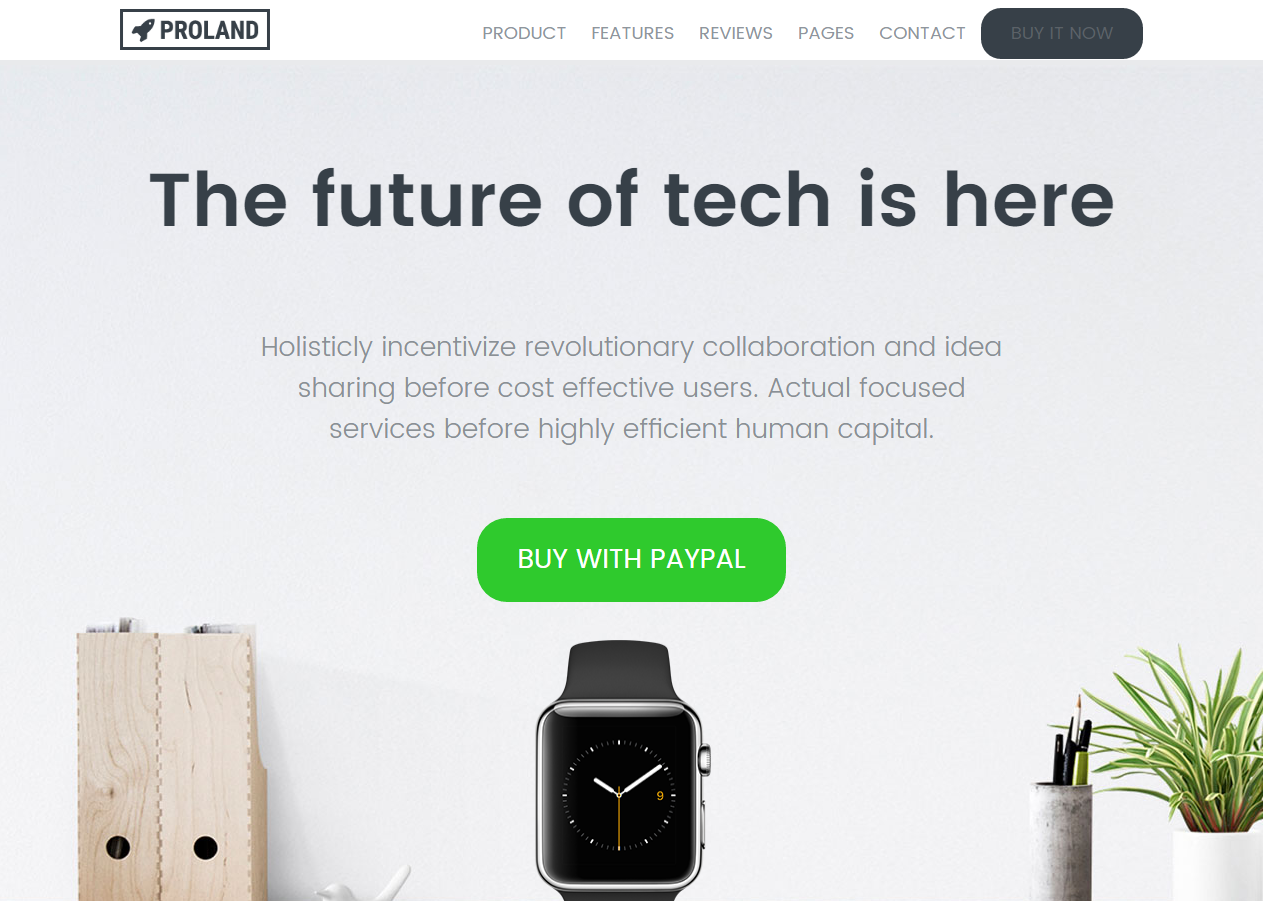 PROLAND
PRODUCT FEATURES REVIEWS PAGES CONTACT BUY IT NOW
The future of tech is here
Holisticly incentivize revolutionary collaboration and idea
sharing before cost effective users. Actual focused
services before highly efficient human capital.
BUY WITH PAYPAL
9